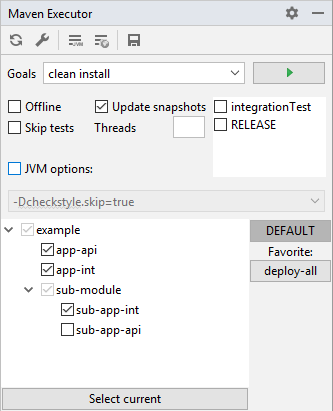 Maven Executor
JVM
Goals clean install
Offline Update snapshots integrationTest
Skip tests Threads RELEASE
JVM options:
-Dcheckstyle.skip=true
example DEFAULT
app-api Favorite:
app-int deploy-all
sub-module
sub-app-int
sub-app-api
Select current